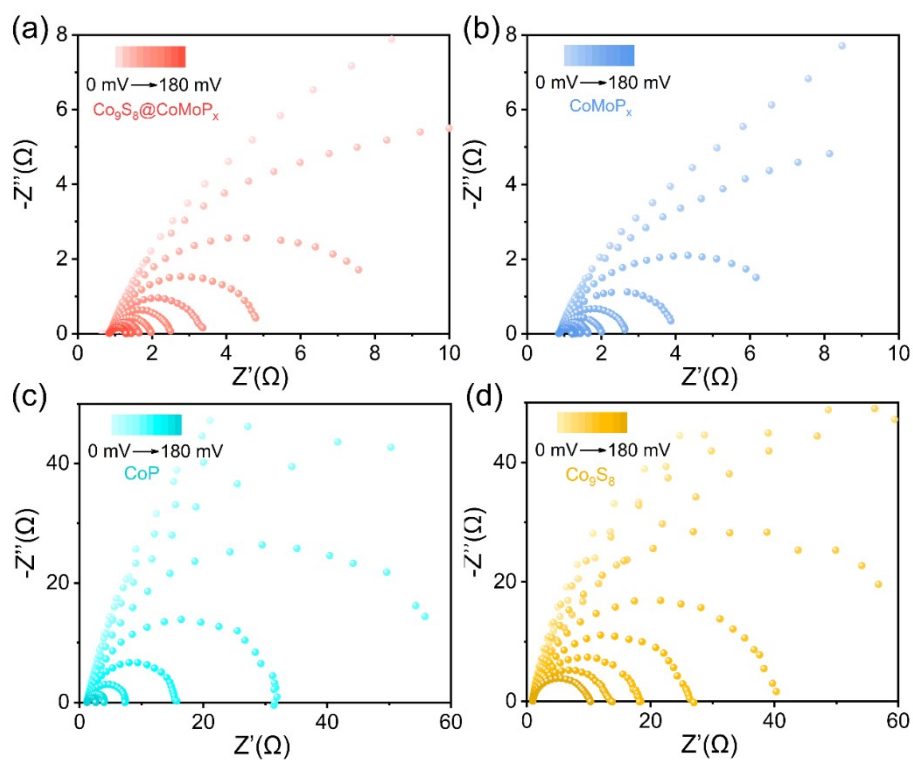 (a)
8
6
4
2
0
-Z''(Ω)
0 mV → 180 mV
Co₉S₈@CoMoPₓ
2 4 6 8 10
Z'(Ω)
(b)
8
6
4
2
0
-Z''(Ω)
0 mV → 180 mV
CoMoPₓ
2 4 6 8 10
Z'(Ω)
(c)
40
20
0
-Z''(Ω)
0 mV → 180 mV
CoP
0 20 40 60
Z'(Ω)
(d)
40
20
0
-Z''(Ω)
0 mV → 180 mV
Co₉S₈
0 20 40 60
Z'(Ω)